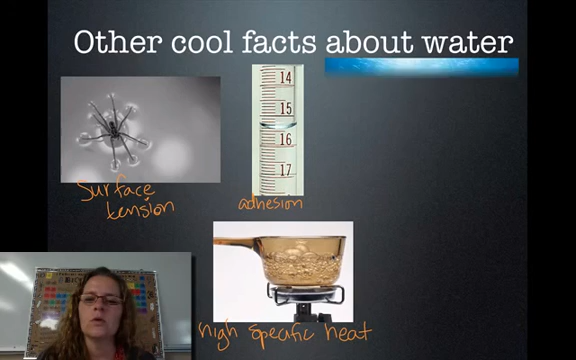 Other cool facts about water
14
15
16
17
Surface
tension
adhesion
high specific heat